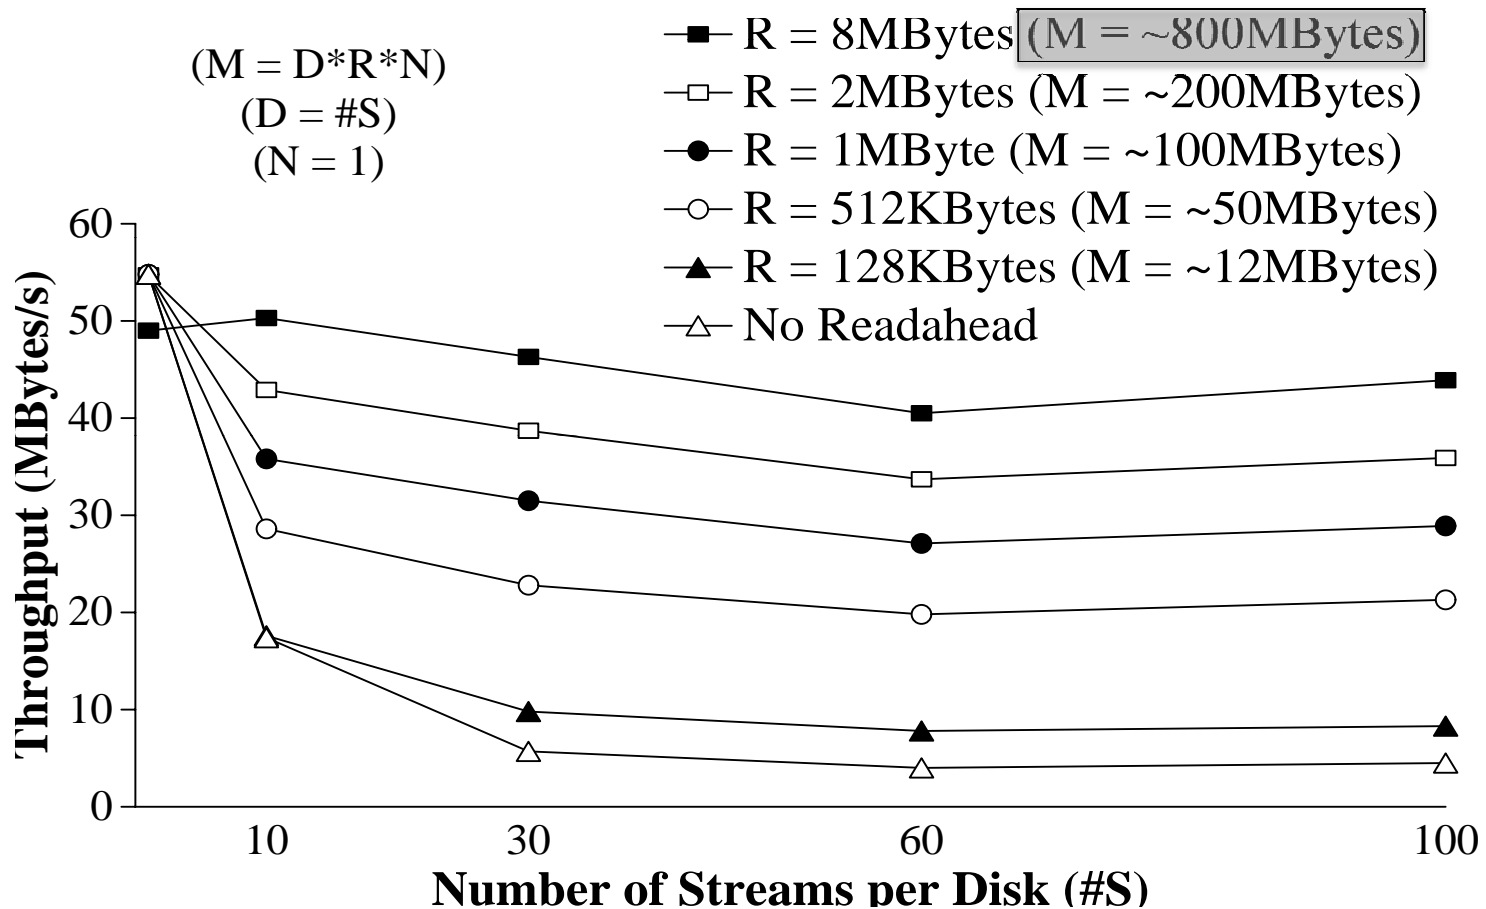 (M = D*R*N)
(D = #S)
(N = 1)
R = 8MBytes (M = ~800MBytes)
R = 2MBytes (M = ~200MBytes)
R = 1MByte (M = ~100MBytes)
R = 512KBytes (M = ~50MBytes)
R = 128KBytes (M = ~12MBytes)
No Readahead
Throughput (MBytes/s)
60
50
40
30
20
10
0
10 30 60 100
Number of Streams per Disk (#S)